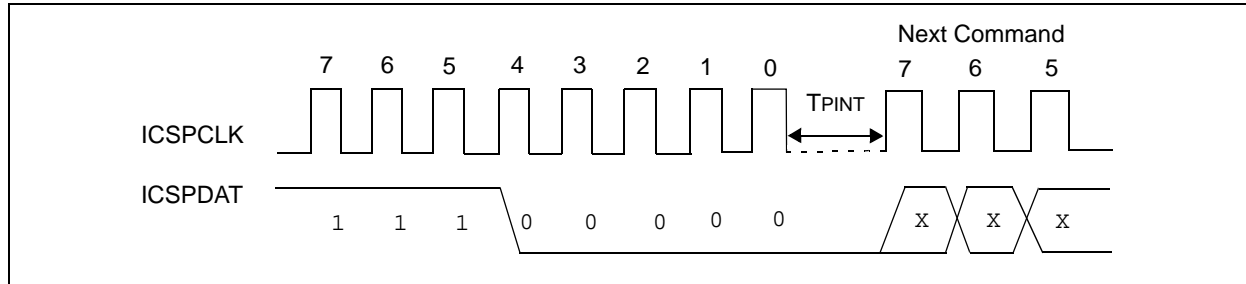 Next Command
7 6 5 4 3 2 1 0 7 6 5
TPINT
ICSPCLK
ICSPDAT
1 1 1 0 0 0 0 0 X X X